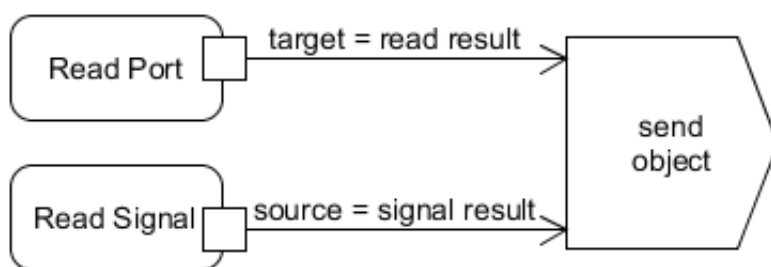 Read Port
target = read result
send
object
Read Signal
source = signal result